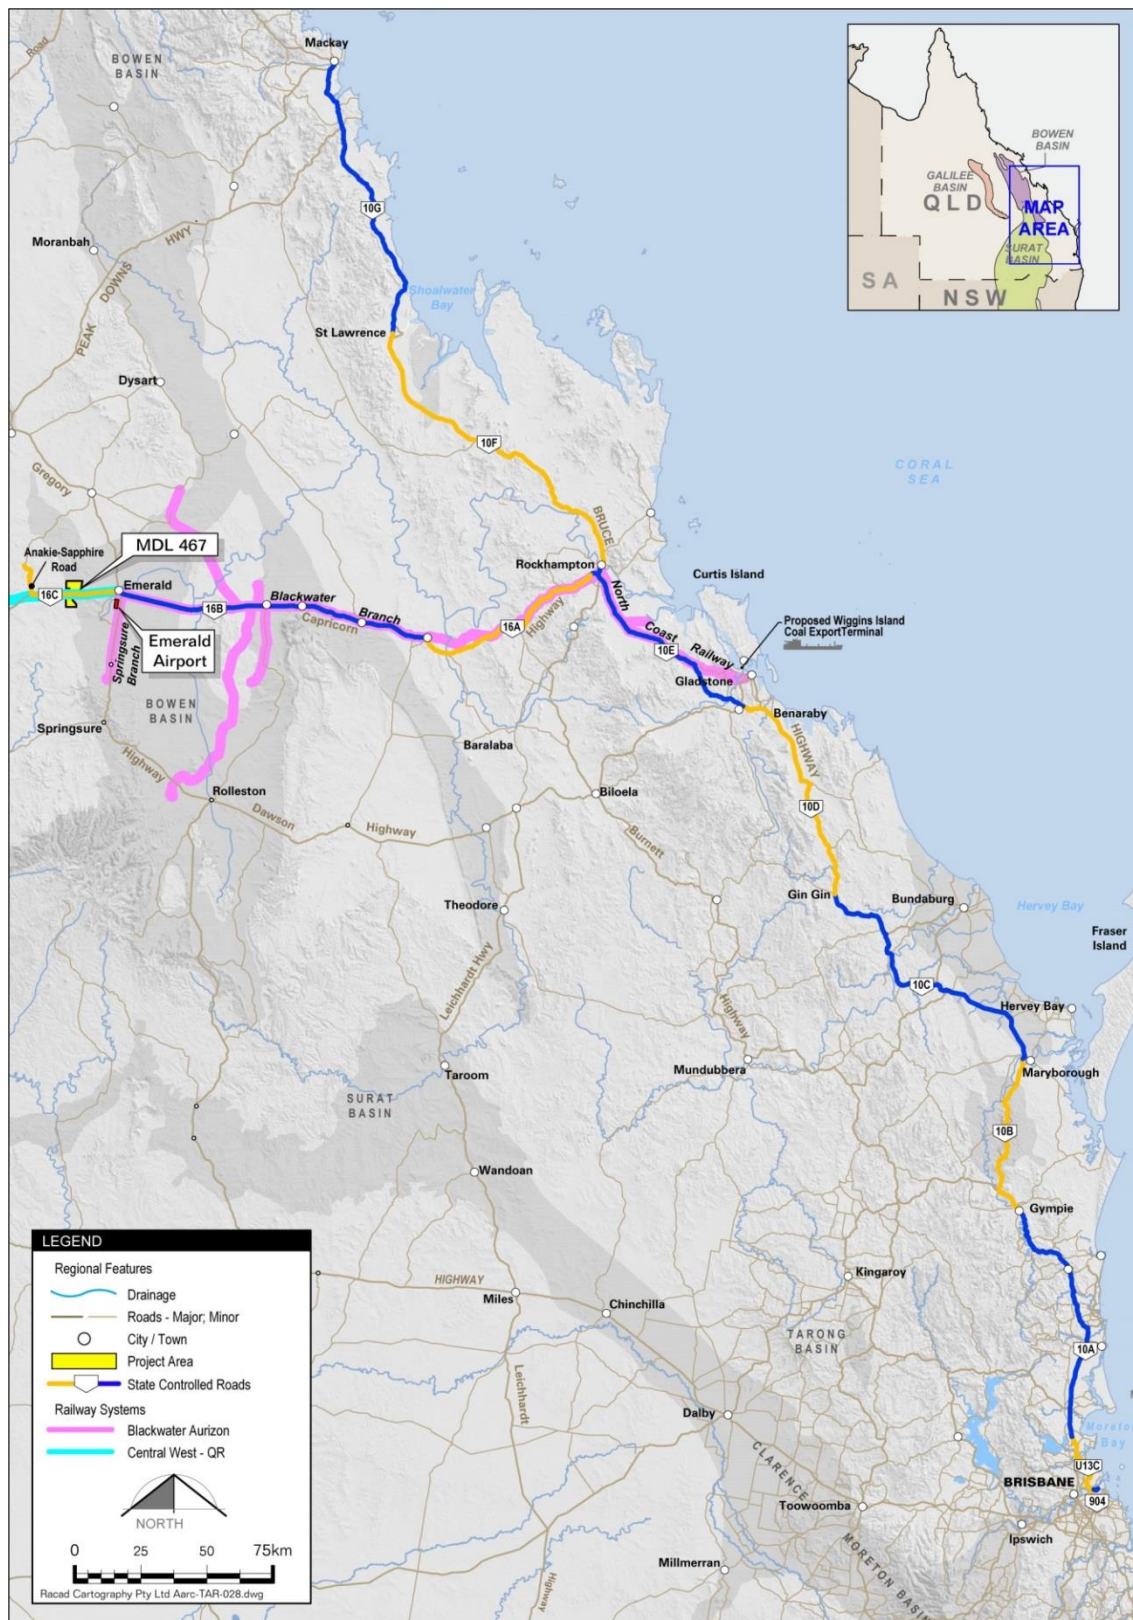 Mackay
Road
BOWEN
BASIN
10G
Moranbah
HWY
DOWNS
PEAK
Shoalwater
Bay
St Lawrence
Dysart
10F
CORAL
SEA
Gregory
BRUCE
MDL 467
Anakie-Sapphire
Road
16C
Emerald
Rockhampton
Curtis Island
Blackwater
16B
Branch
Capricorn
16A
Highway
North
Coast
Railway
10E
Proposed Wiggins Island
Coal ExportTerminal
Emerald
Airport
Springsure
Branch
Gladstone
BOWEN
BASIN
Benaraby
Springsure
HIGHWAY
Baralaba
Highway
Rolleston
Biloela
10D
Dawson
Highway
Burnett
Gin Gin
Bundaburg
Theodore
Hervey Bay
Fraser
Island
Leichhardt Hwy
10C
Highway
Hervey Bay
Mundubbera
Maryborough
Taroom
SURAT
BASIN
10B
Wandoan
Gympie
HIGHWAY
Kingaroy
Miles
Chinchilla
TARONG
BASIN
10A
Leichhardt
Dalby
Moreton
Bay
U13C
CLARENCE
BRISBANE
904
Toowoomba
Ipswich
MORETON BASIN
Millmerran
Highway
BOWEN
BASIN
GALILEE
BASIN
QLD
MAP
AREA
SURAT
BASIN
SA
NSW
LEGEND
Regional Features
Drainage
Roads - Major; Minor
City / Town
Project Area
State Controlled Roads
Railway Systems
Blackwater Aurizon
Central West - QR
NORTH
0 25 50 75km
Racad Cartography Pty Ltd Aarc-TAR-028.dwg